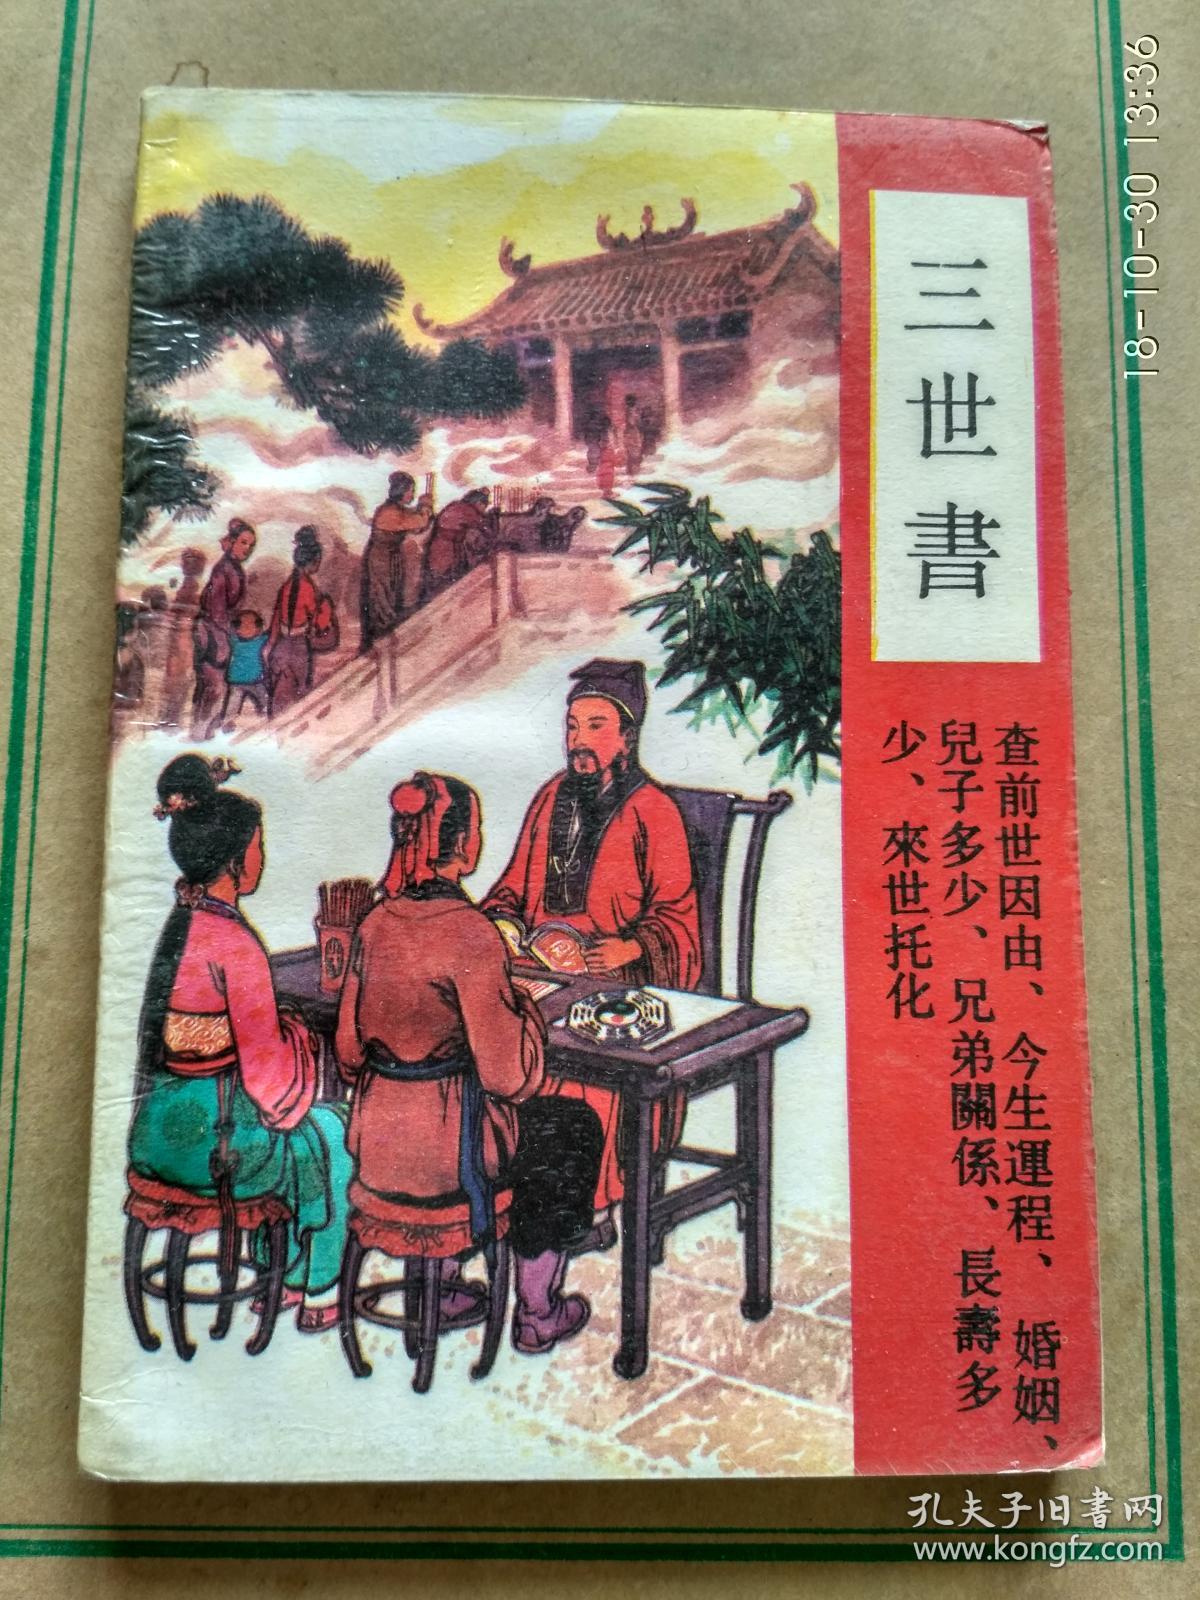 三世書
查前世因由、今生運程、婚姻、
兒子多少、兄弟關係、長壽多
少、來世托化
18-10-30 13:36
孔夫子旧書网
www.kongfz.com